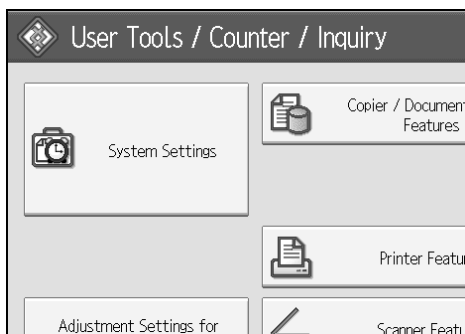 User Tools / Counter / Inquiry
System Settings
Copier / Document
Features
Printer Featu
Adjustment Settings for
Scanner Featu